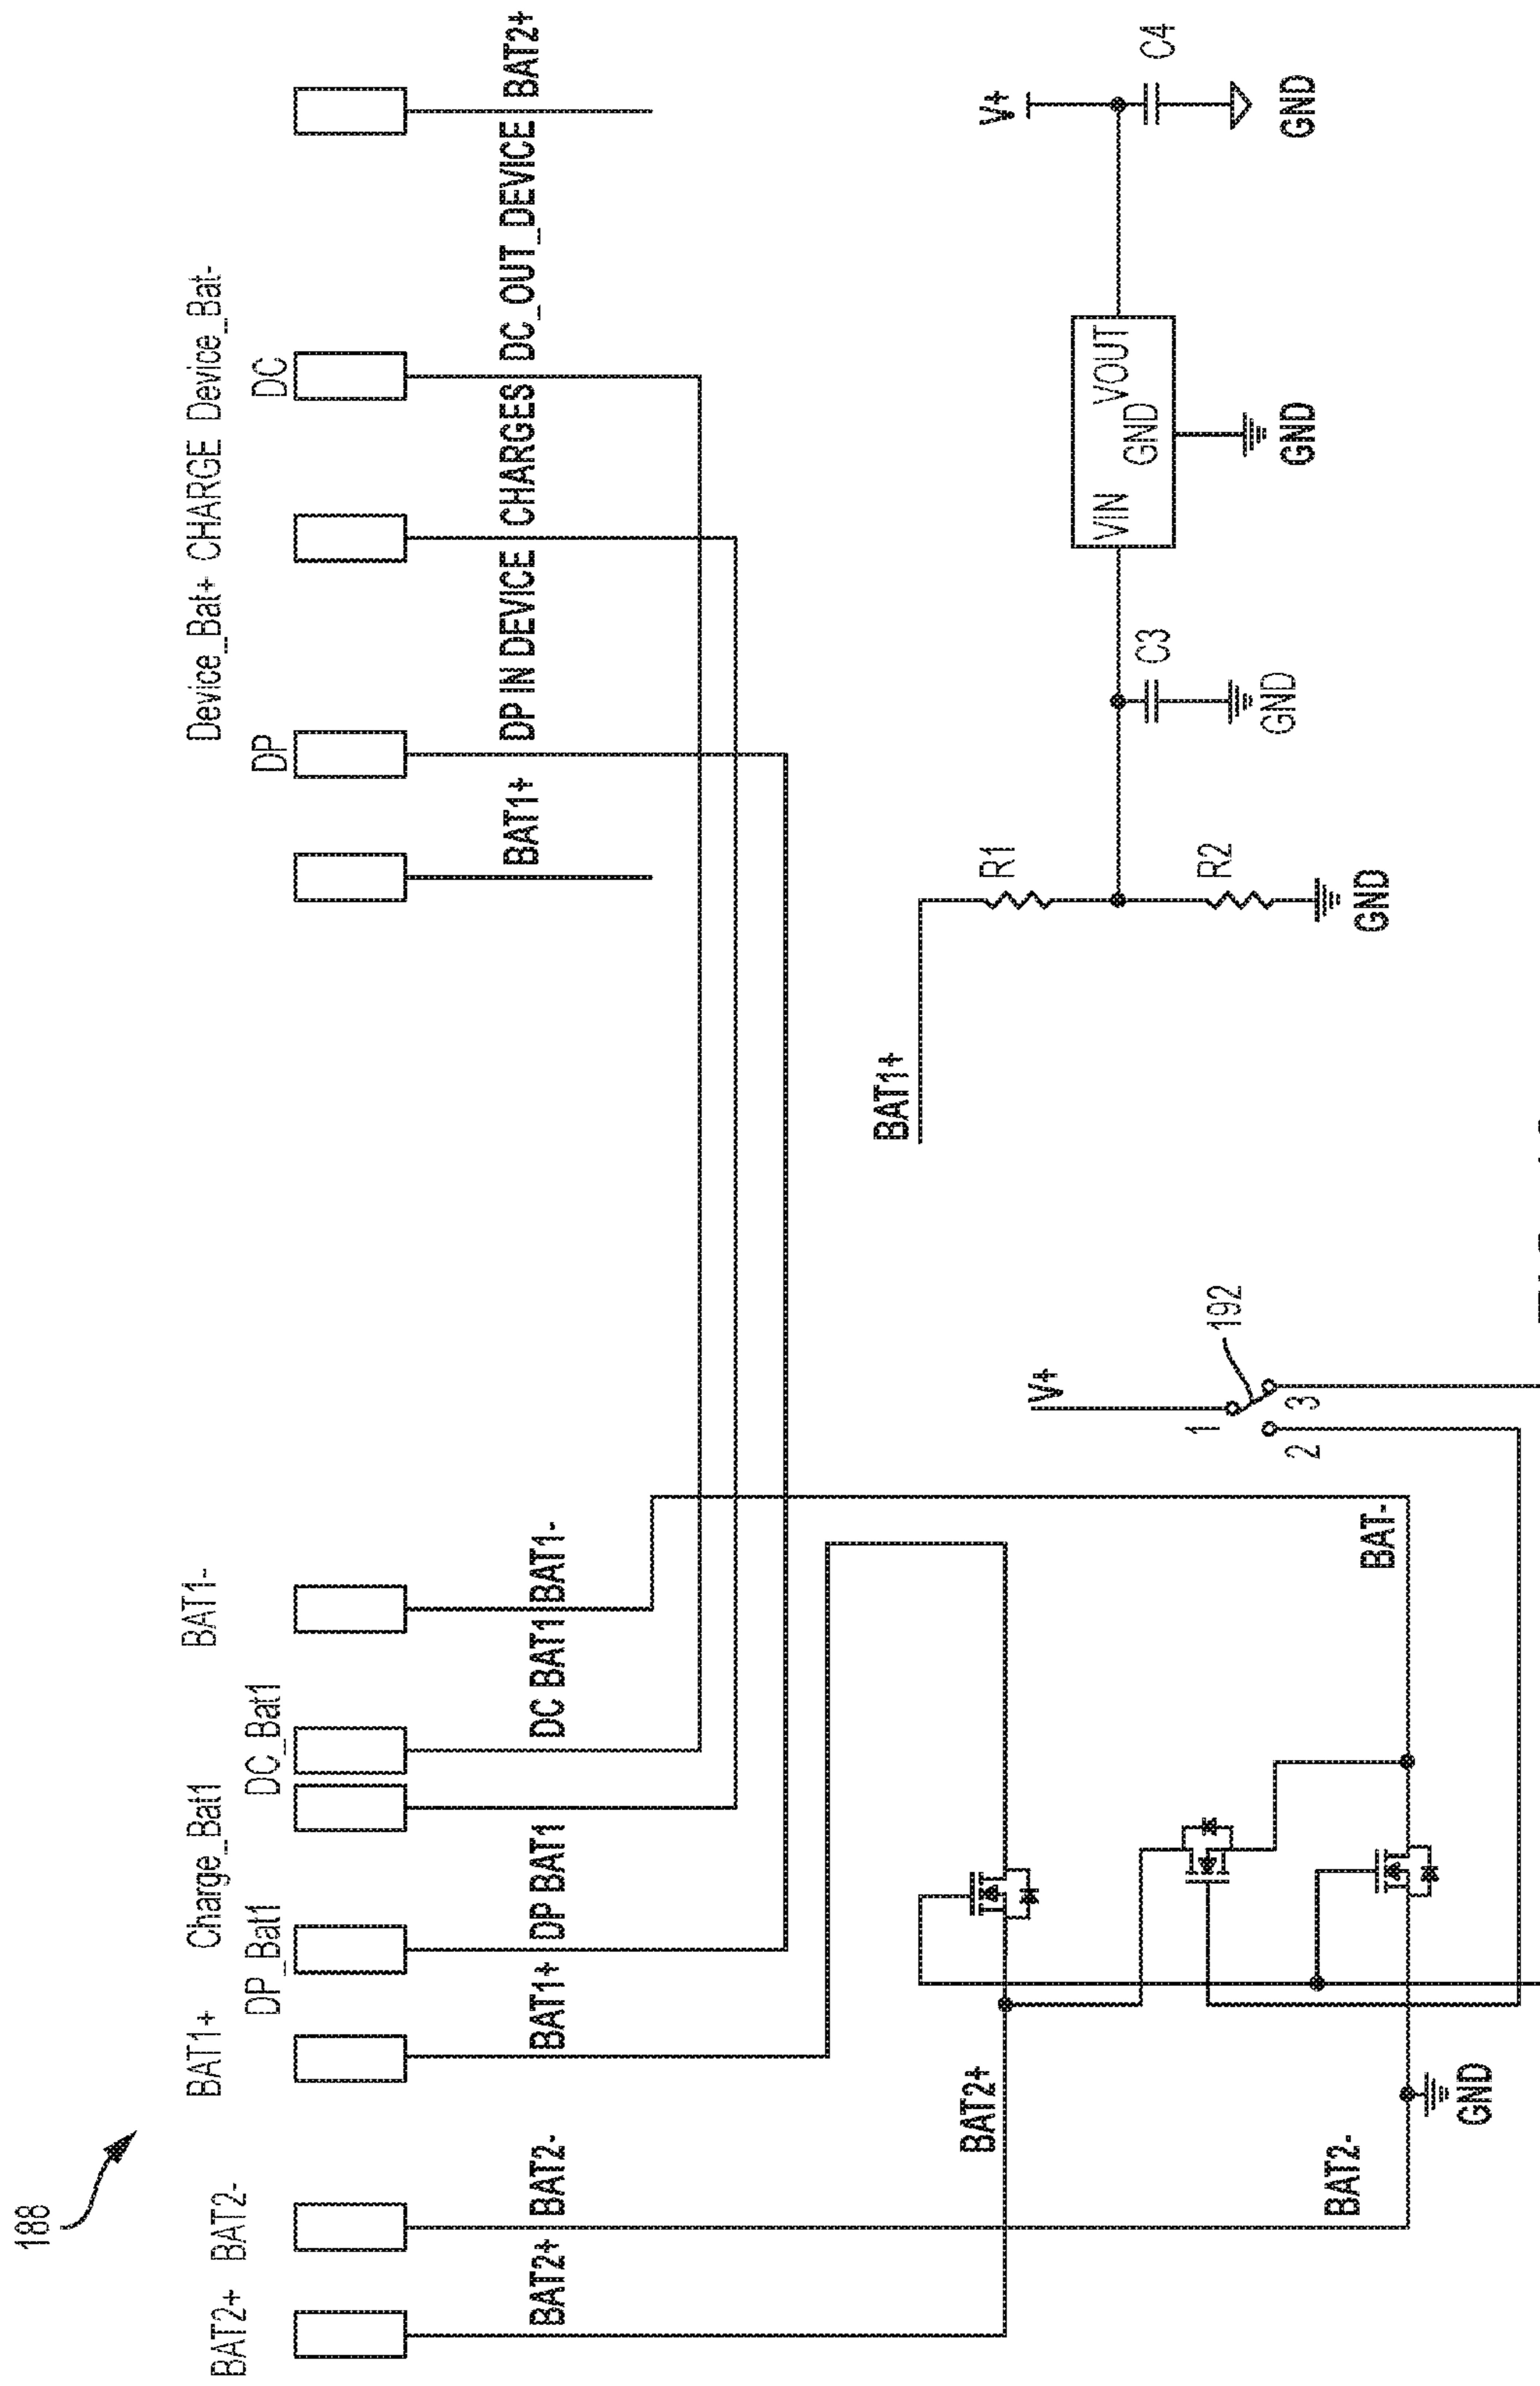 188
BAT2+ BAT2-
BAT1+ Charge_Bat1 BAT1-
DP_Bat1 DC_Bat1
Device_Bat+ CHARGE Device_Bat-
DP DC
BAT2+ BAT2- BAT1+ DP BAT1 DC BAT1 BAT1-
BAT1+ DP IN DEVICE CHARGES DC_OUT_DEVICE BAT2+
BAT2+
BAT2-
GND
BAT-
V+
1
2
3
192
BAT1+
R1
R2
GND
C3
GND
VIN VOUT
GND
GND
V+
C4
GND